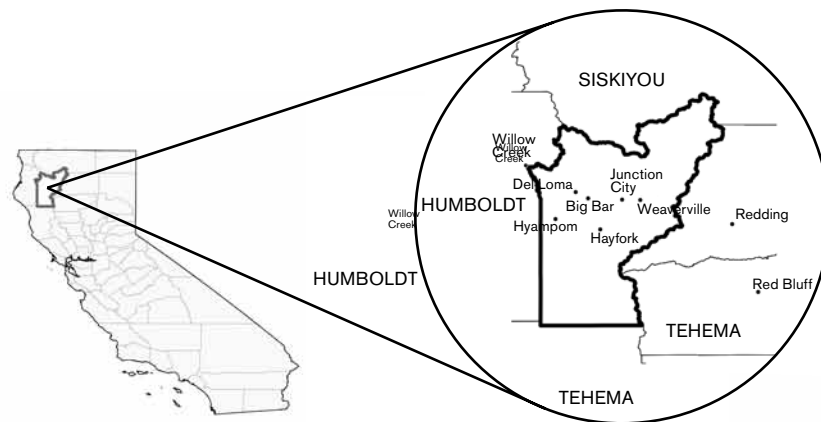 SISKIYOU
Willow
Creek
Willow
Creek
Junction
City
Del Loma
HUMBOLDT
Big Bar
Weaverville
Willow
Creek
Redding
Hyampom
Hayfork
HUMBOLDT
Red Bluff
TEHEMA
TEHEMA